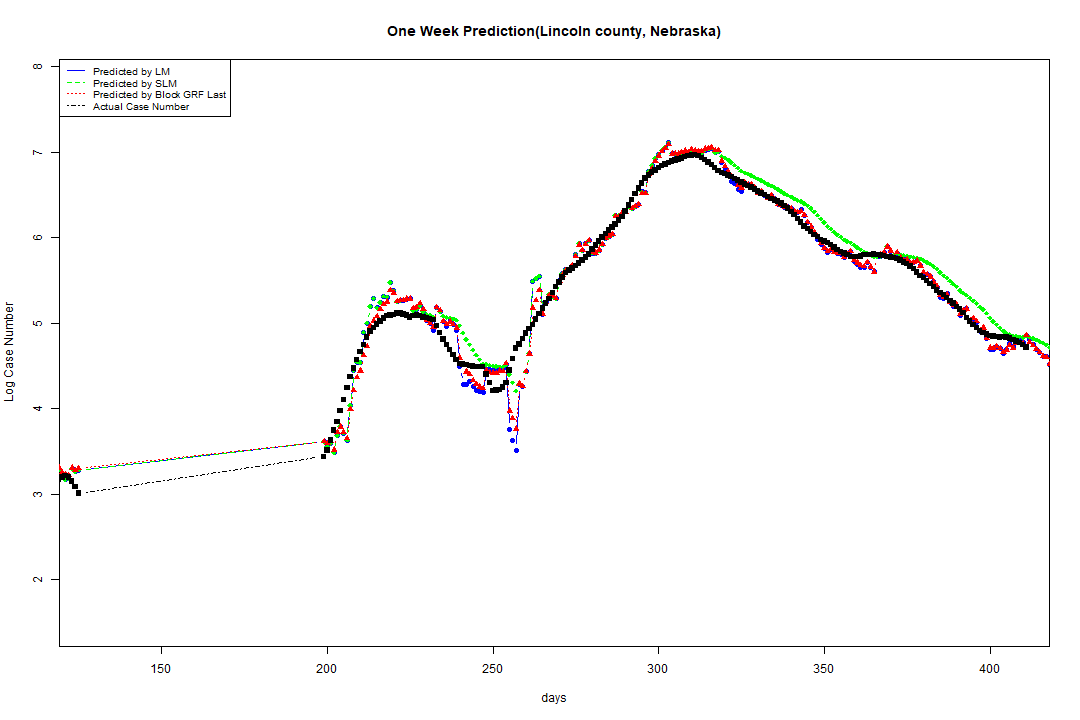 One Week Prediction(Lincoln county, Nebraska)
Predicted by LM
Predicted by SLM
Predicted by Block GRF Last
Actual Case Number
8
7
6
5
4
3
2
Log Case Number
150 200 250 300 350 400
days